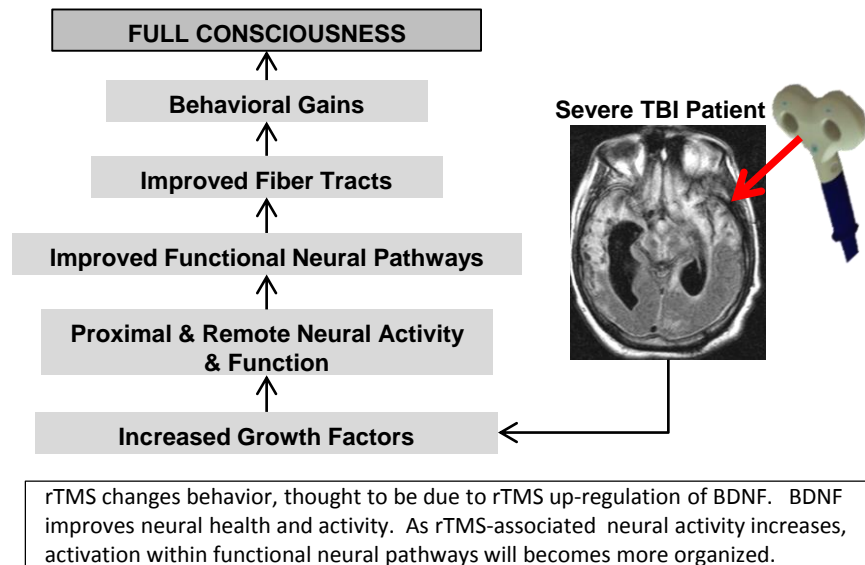 FULL CONSCIOUSNESS
Behavioral Gains
Improved Fiber Tracts
Improved Functional Neural Pathways
Proximal & Remote Neural Activity
& Function
Increased Growth Factors
Severe TBI Patient
rTMS changes behavior, thought to be due to rTMS up-regulation of BDNF.  BDNF
improves neural health and activity.  As rTMS-associated  neural activity increases,
activation within functional neural pathways will becomes more organized.